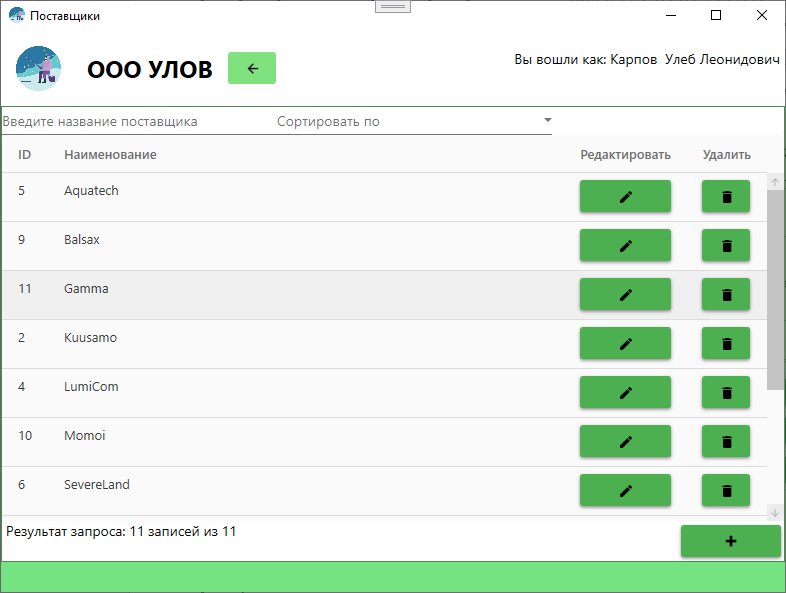 Поставщики
ООО УЛОВ
Вы вошли как: Карпов  Улеб Леонидович
Введите название поставщика
Сортировать по
ID Наименование Редактировать Удалить
5 Aquatech
9 Balsax
11 Gamma
2 Kuusamo
4 LumiCom
10 Momoi
6 SevereLand
Результат запроса: 11 записей из 11